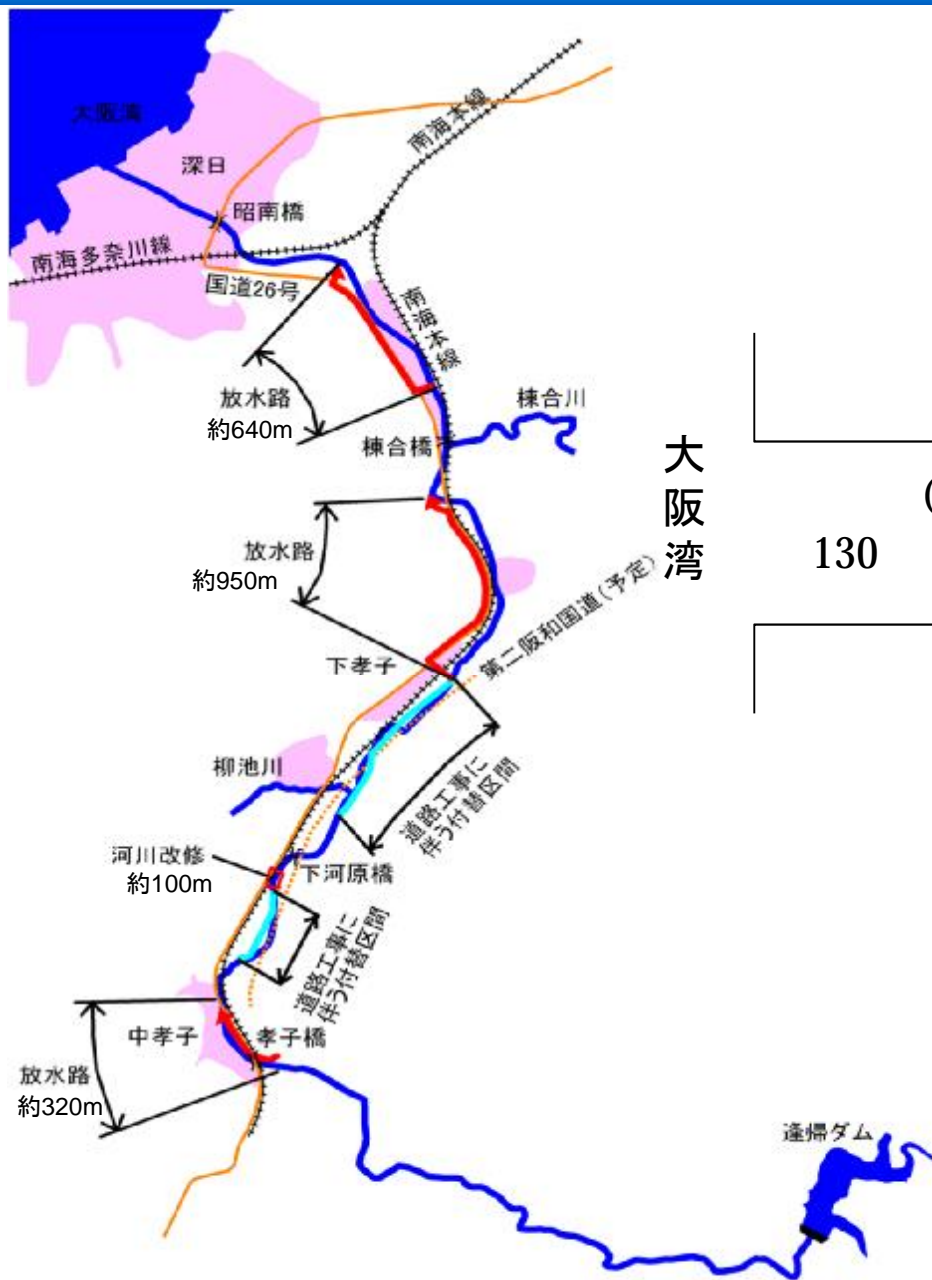 大阪湾
深日
南海本線
昭南橋
南海多奈川線
国道26号
南海本線
放水路
約640m
棟合川
棟合橋
大阪湾
(
130
放水路
約950m
第二阪和国道(予定)
下孝子
柳池川
道路工事に
伴う付替区間
河川改修
約100m
下河原橋
道路工事に
伴う付替区間
中孝子
孝子橋
放水路
約320m
逢帰ダム